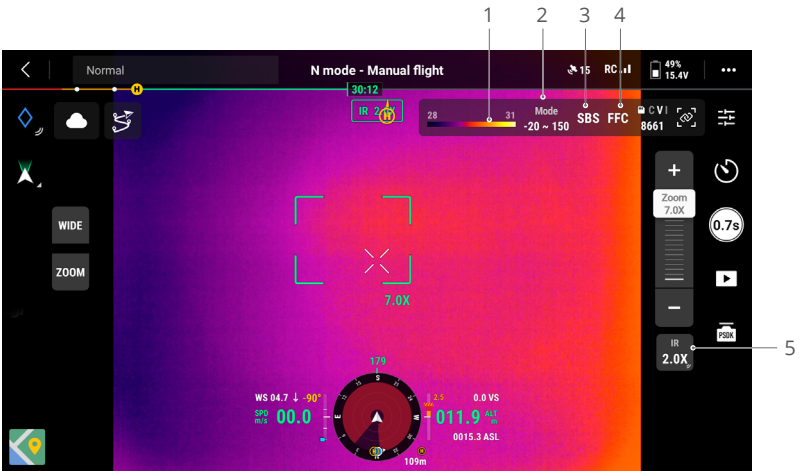 1 2 3 4
Normal
N mode - Manual flight
15 RC 49% 15.4V
30:12
H
28 31
Mode
-20 ~ 150
SBS FFC
8661
WIDE
ZOOM
+
Zoom
7.0X
0.7s
7.0X
−
PSDK
IR
2.0X
5
179
S
E W
WS 04.7 ↓ -90°
SPD
m/s
00.0
2.5
0.0 VS
011.9 ALT
m
0015.3 ASL
109m